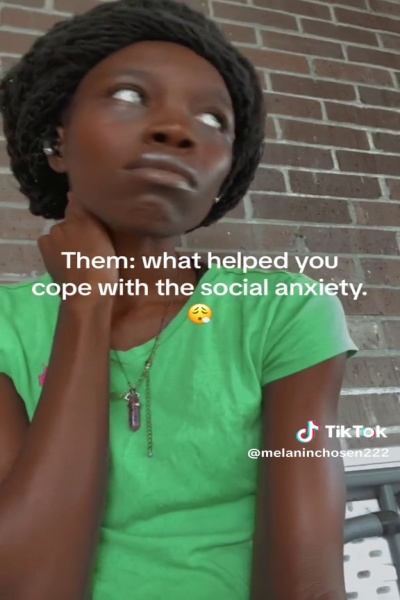 Them: what helped you
cope with the social anxiety.
😮‍💨
TikTok
@melaninchosen222